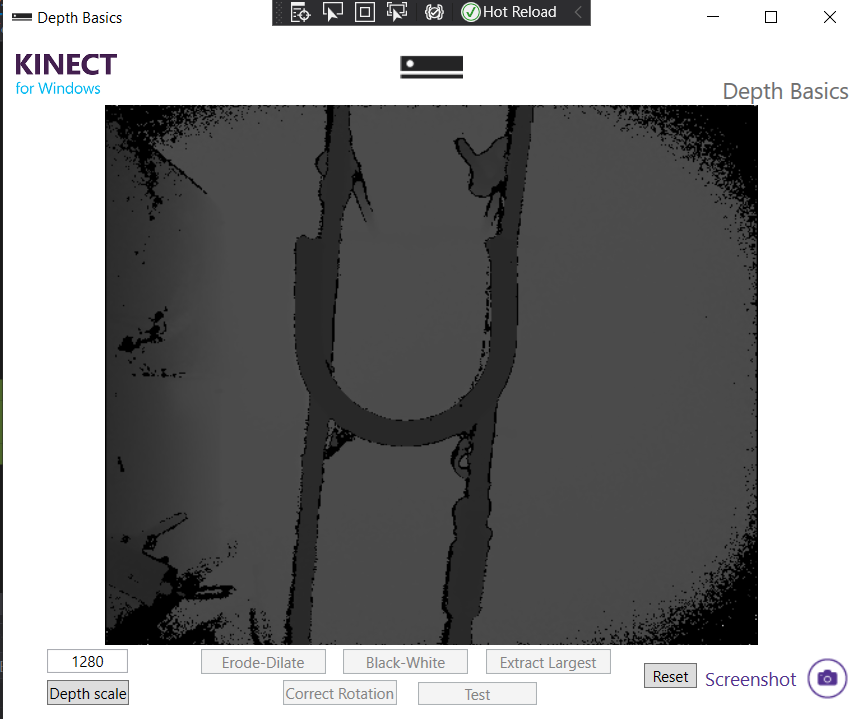 Depth Basics
Hot Reload
KINECT
for Windows
Depth Basics
1280
Erode-Dilate
Black-White
Extract Largest
Reset
Screenshot
Depth scale
Correct Rotation
Test